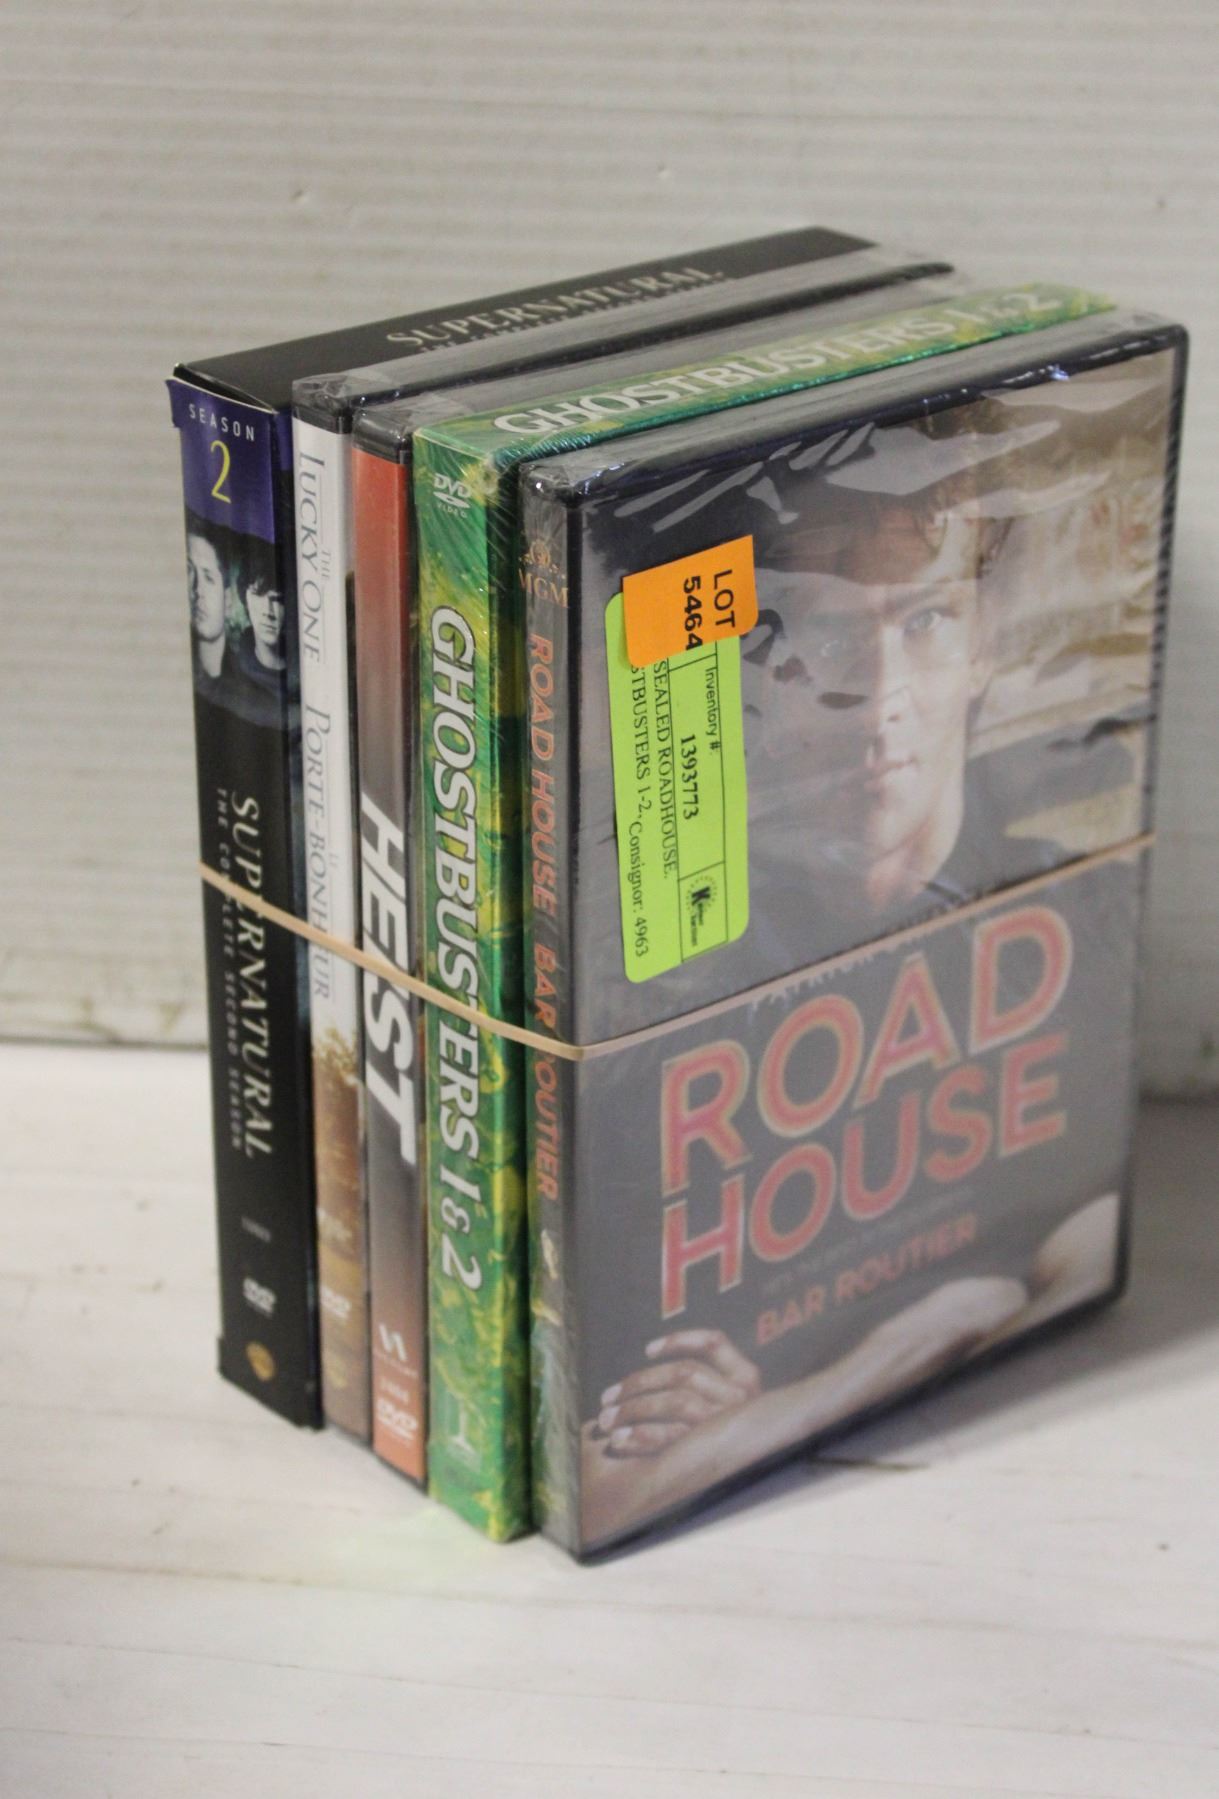 SUPERNATURAL
GHOSTBUSTERS 1 & 2
SEASON
2
SUPERNATURAL
THE COMPLETE SECOND SEASON
DVD
THE
LUCKY ONE
LE
PORTE-BONHEUR
DVD
HEIST
DVD
DVD
VIDEO
GHOSTBUSTERS 1 & 2
MGM
ROAD HOUSE BAR ROUTIER
LOT
5464
Inventory #:
1393773
SEALED ROADHOUSE.
STBUSTERS 1-2,
Consignor: 4963
ROAD
HOUSE
BAR ROUTIER